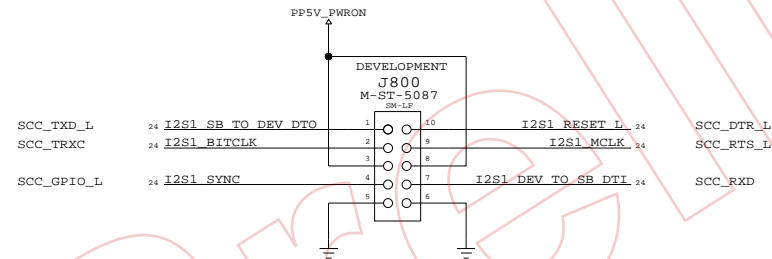 PP5V_PWRON
DEVELOPMENT
J800
M-ST-5087
SM-LF
SCC_TXD_L 24 I2S1_SB_TO_DEV_DTO 1 10 I2S1_RESET_L 24 SCC_DTR_L
SCC_TRXC 24 I2S1_BITCLK 2 9 I2S1_MCLK 24 SCC_RTS_L
3 8
SCC_GPIO_L 24 I2S1_SYNC 4 7 I2S1_DEV_TO_SB_DTI 24 SCC_RXD
5 6